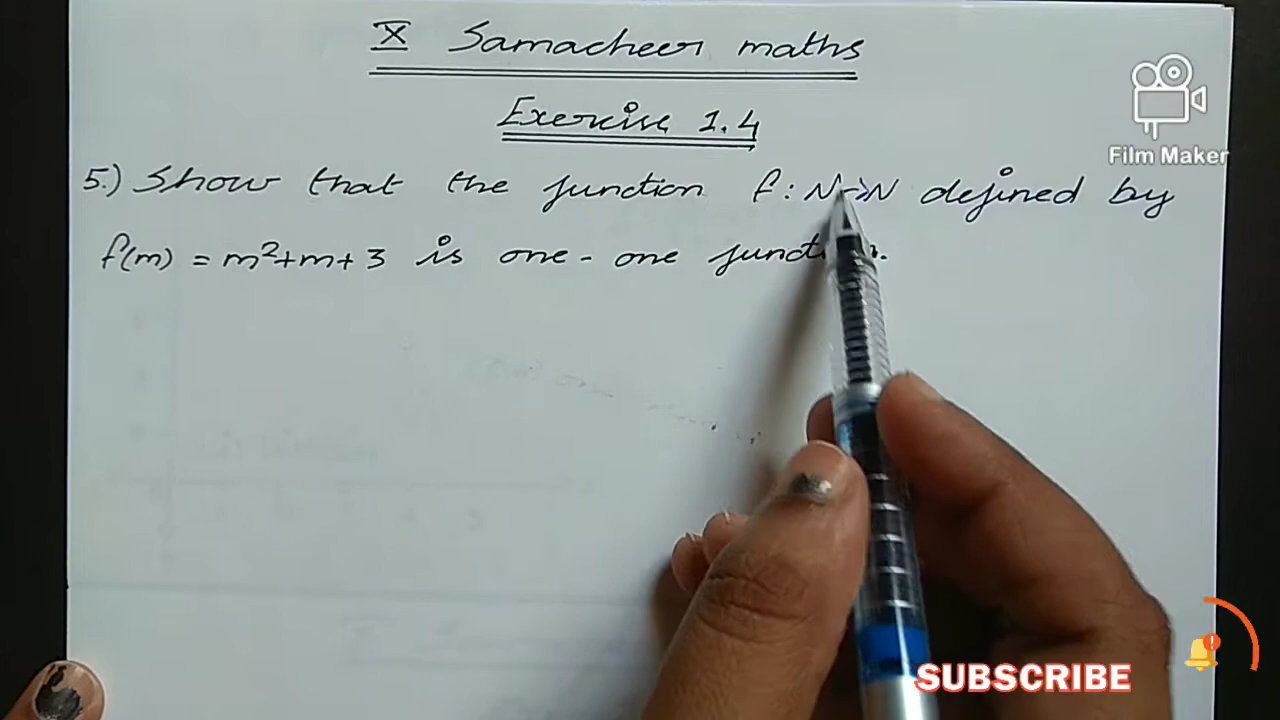 X Samacheer maths
Film Maker
Exercise 1.4
5.) Show that the function f : N→N defined by
f(m) = m²+m+3 is one-one
SUBSCRIBE